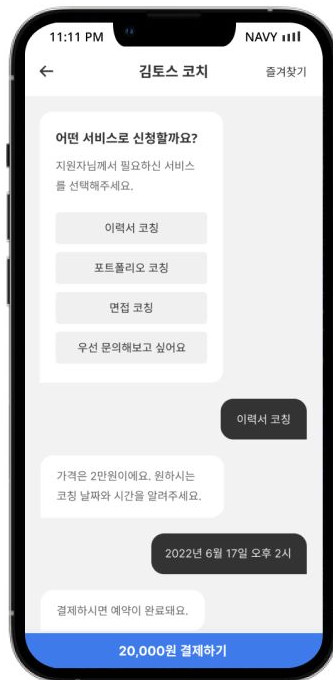 11:11 PM
NAVY
김토스 코치
즐겨찾기
어떤 서비스로 신청할까요?
지원자님께서 필요하신 서비스
를 선택해주세요.
이력서 코칭
포트폴리오 코칭
면접 코칭
우선 문의해보고 싶어요
이력서 코칭
가격은 2만원이에요. 원하시는
코칭 날짜와 시간을 알려주세요.
2022년 6월 17일 오후 2시
결제하시면 예약이 완료돼요.
20,000원 결제하기